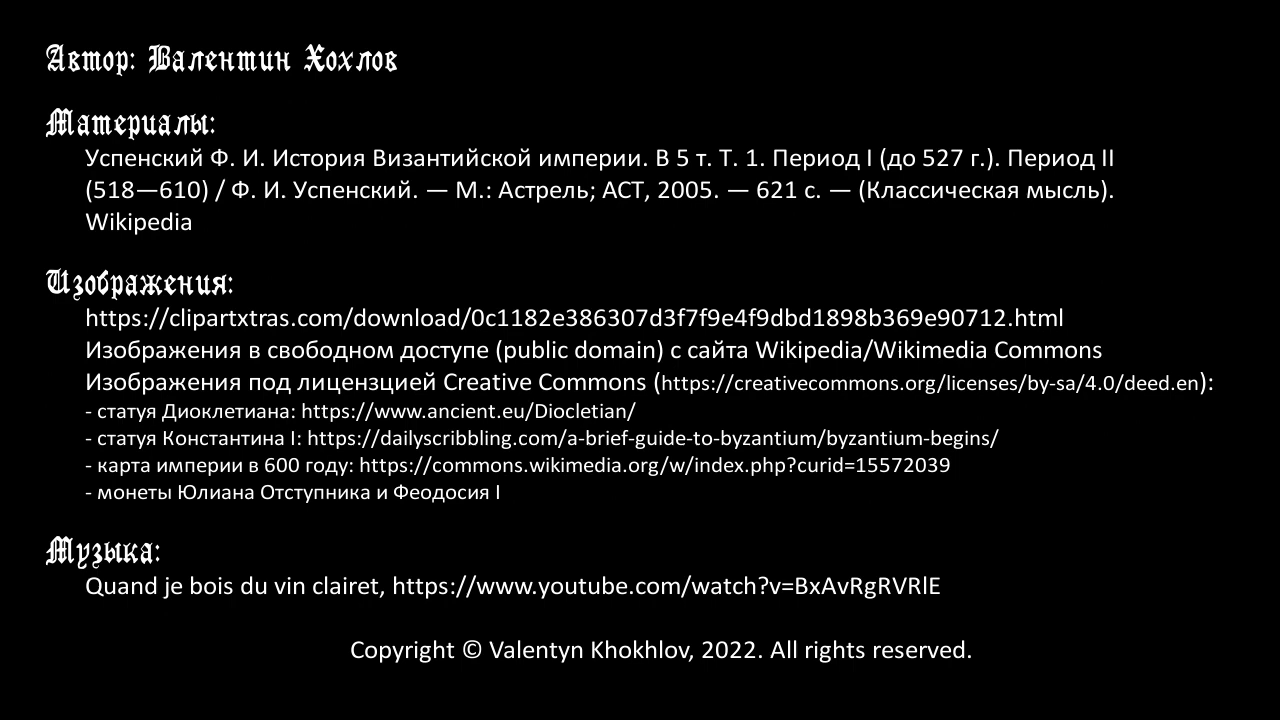 Автор: Валентин Хохлов
Материалы:
Успенский Ф. И. История Византийской империи. В 5 т. Т. 1. Период I (до 527 г.). Период II
(518—610) / Ф. И. Успенский. — М.: Астрель; АСТ, 2005. — 621 с. — (Классическая мысль).
Wikipedia
Изображения:
https://clipartxtras.com/download/0c1182e386307d3f7f9e4f9dbd1898b369e90712.html
Изображения в свободном доступе (public domain) с сайта Wikipedia/Wikimedia Commons
Изображения под лицензцией Creative Commons (https://creativecommons.org/licenses/by-sa/4.0/deed.en):
- статуя Диоклетиана: https://www.ancient.eu/Diocletian/
- статуя Константина I: https://dailyscribbling.com/a-brief-guide-to-byzantium/byzantium-begins/
- карта империи в 600 году: https://commons.wikimedia.org/w/index.php?curid=15572039
- монеты Юлиана Отступника и Феодосия I
Музыка:
Quand je bois du vin clairet, https://www.youtube.com/watch?v=BxAvRgRVRlE
Copyright © Valentyn Khokhlov, 2022. All rights reserved.